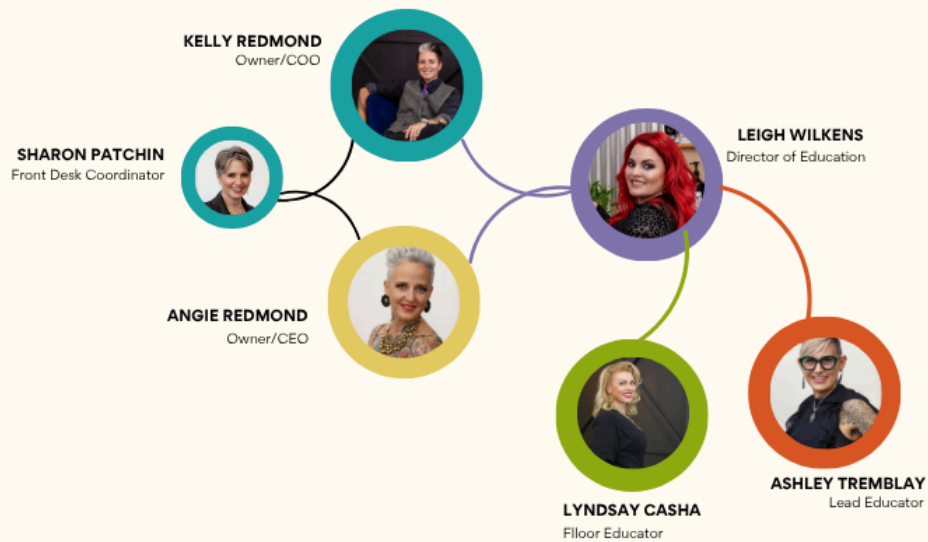 KELLY REDMOND
Owner/COO
SHARON PATCHIN
Front Desk Coordinator
LEIGH WILKENS
Director of Education
ANGIE REDMOND
Owner/CEO
LYNDSAY CASHA
Flloor Educator
ASHLEY TREMBLAY
Lead Educator